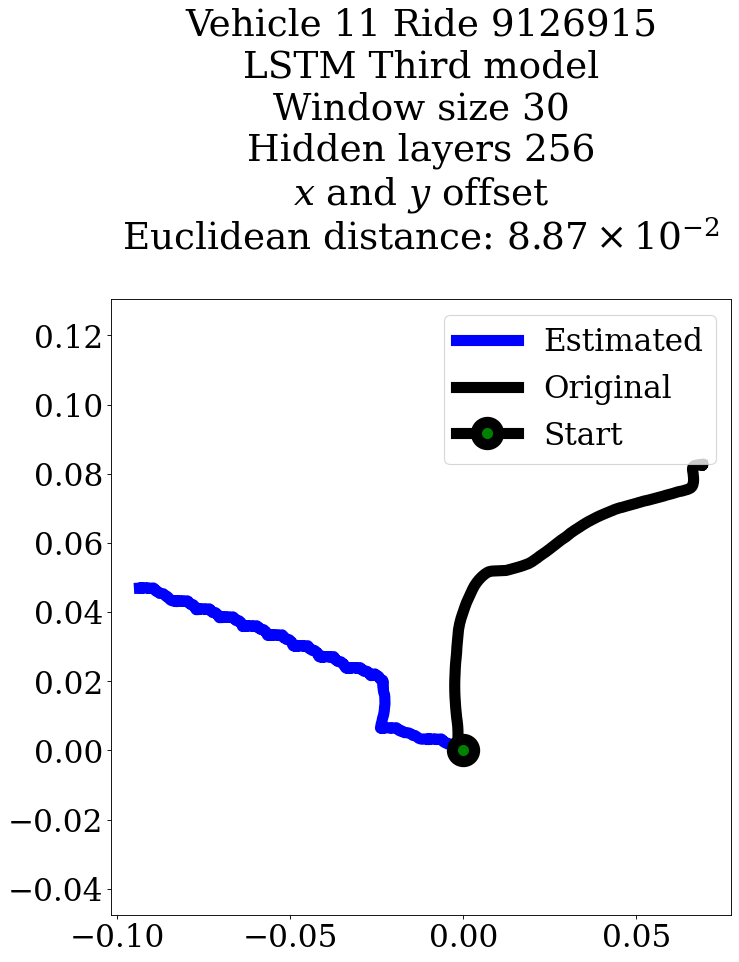 Vehicle 11 Ride 9126915
LSTM Third model
Window size 30
Hidden layers 256
x and y offset
Euclidean distance: 8.87 × 10⁻²
Estimated
Original
Start
0.12
0.10
0.08
0.06
0.04
0.02
0.00
−0.02
−0.04
−0.10
−0.05
0.00
0.05